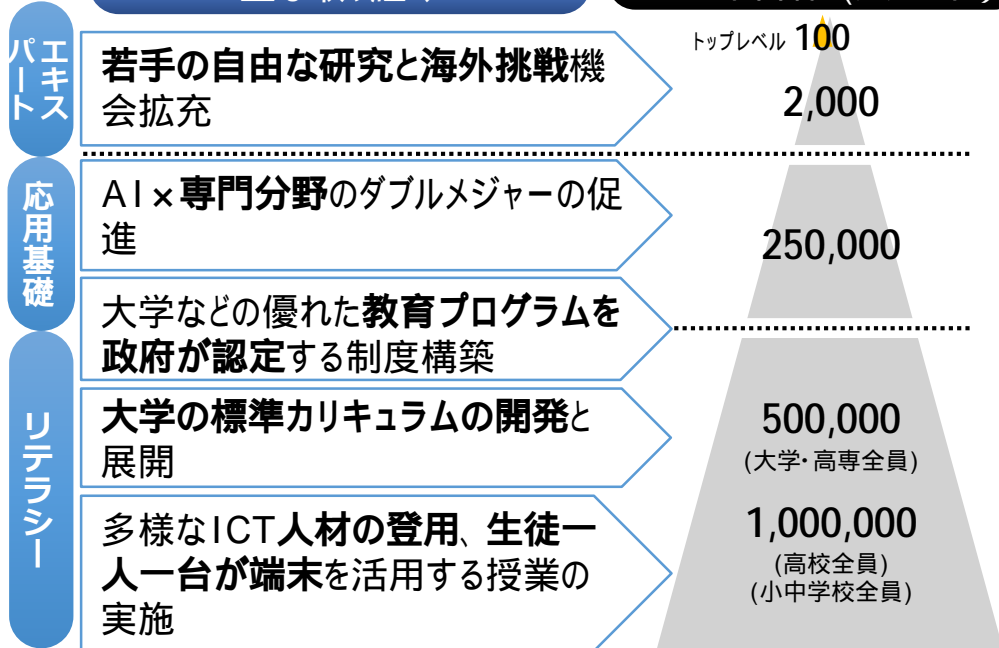 エキス
パート
若手の自由な研究と海外挑戦機
会拡充
トップレベル 100
2,000
応用基礎
AI×専門分野のダブルメジャーの促
進
250,000
大学などの優れた教育プログラムを
政府が認定する制度構築
リテラシー
大学の標準カリキュラムの開発と
展開
500,000
(大学・高専全員)
多様なICT人材の登用、生徒一
人一台が端末を活用する授業の
実施
1,000,000
(高校全員)
(小中学校全員)